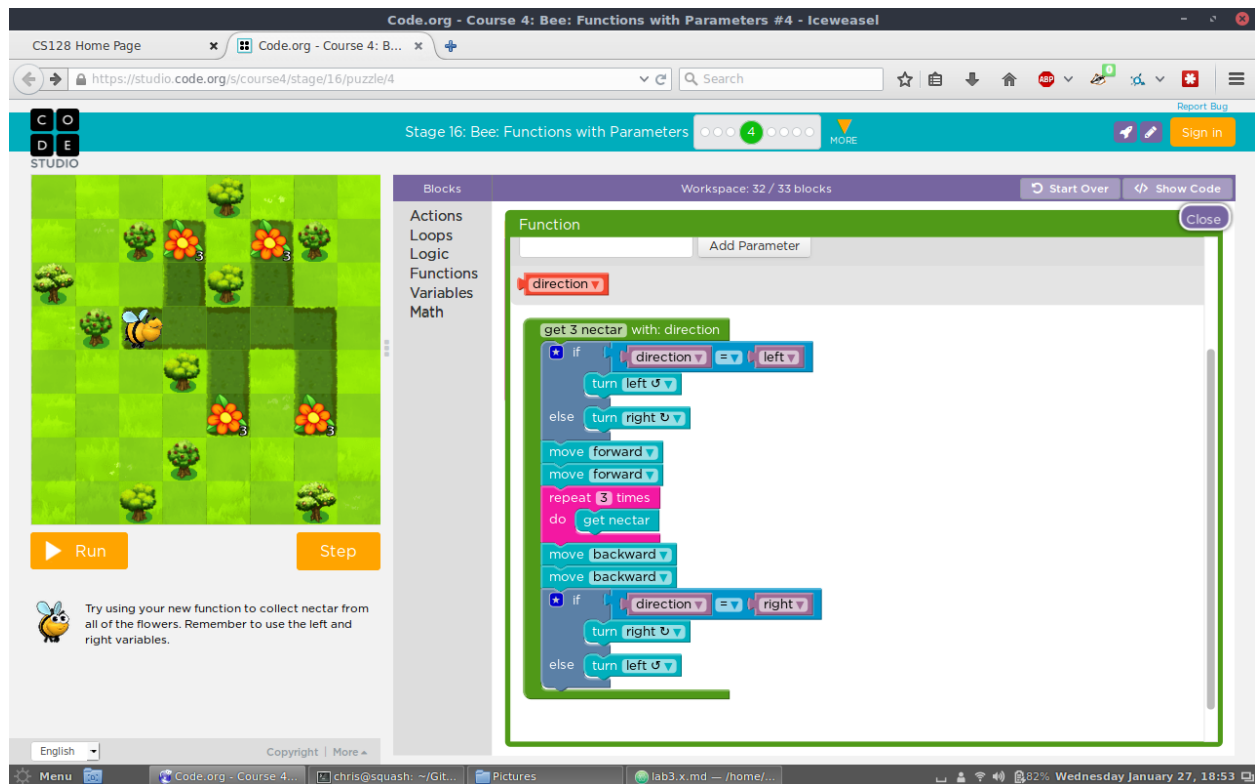 Code.org - Course 4: Bee: Functions with Parameters #4 - Iceweasel
CS128 Home Page
Code.org - Course 4: B...
https://studio.code.org/s/course4/stage/16/puzzle/4
Search
ABP
0
Report Bug
CO
DE
STUDIO
Stage 16: Bee: Functions with Parameters
4
MORE
Sign in
Blocks
Workspace: 32 / 33 blocks
Start Over
</> Show Code
Actions
Loops
Logic
Functions
Variables
Math
Function
Close
Add Parameter
direction
get 3 nectar with: direction
if direction = left
turn left ↺
else turn right ↻
move forward
move forward
repeat 3 times
do get nectar
move backward
move backward
if direction = right
turn right ↻
else turn left ↺
3
3
3
3
Run
Step
Try using your new function to collect nectar from
all of the flowers. Remember to use the left and
right variables.
English
Copyright | More
Menu
Code.org - Course 4...
chris@squash: ~/Git...
Pictures
lab3.x.md — /home/...
82%
Wednesday January 27, 18:53